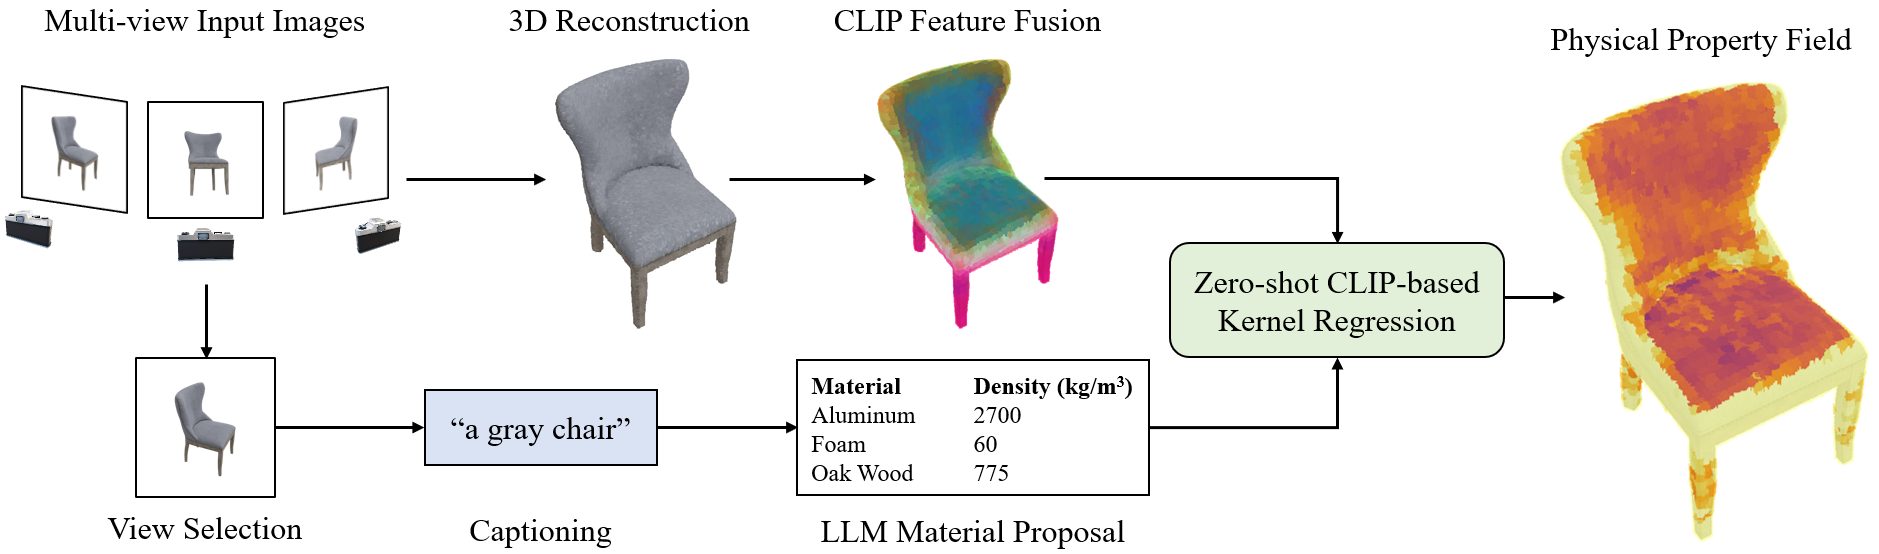 Multi-view Input Images
3D Reconstruction
CLIP Feature Fusion
Physical Property Field
Zero-shot CLIP-based
Kernel Regression
"a gray chair"
Material Density (kg/m³)
Aluminum 2700
Foam 60
Oak Wood 775
View Selection
Captioning
LLM Material Proposal